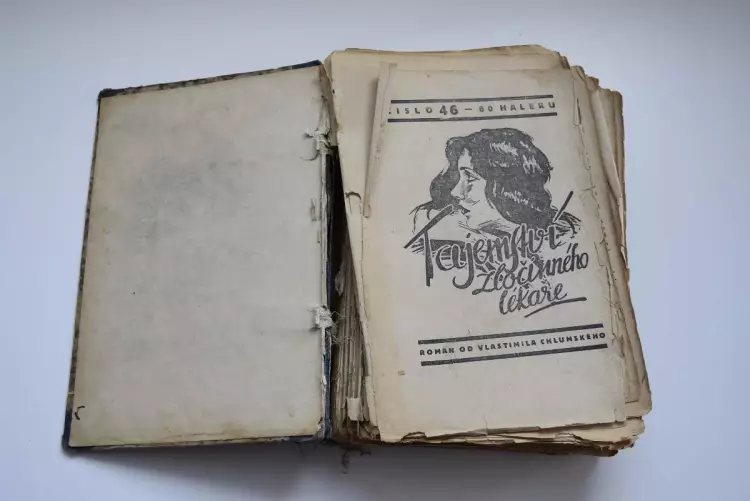 ČÍSLO 46 — 80 HALÉŘŮ
Tajemství
zločinného
lékaře
ROMÁN OD VLASTIMILA CHLUMSKÉHO